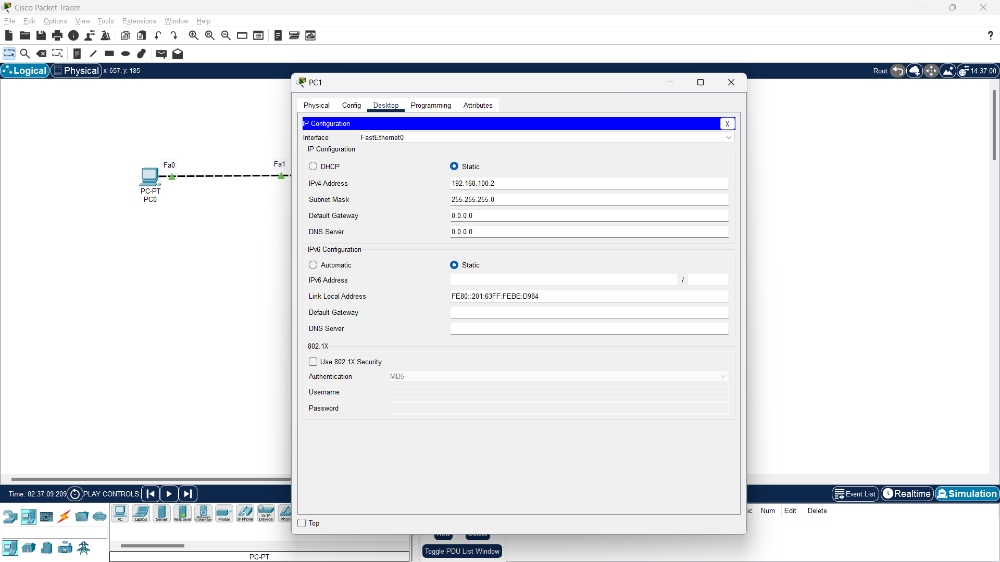 Cisco Packet Tracer
File Edit Options View Tools Extensions Window Help
Logical Physical x: 657, y: 185
Root 14:37:00
PC1
Physical Config Desktop Programming Attributes
IP Configuration X
Interface FastEthernet0
IP Configuration
DHCP Static
IPv4 Address 192.168.100.2
Subnet Mask 255.255.255.0
Default Gateway 0.0.0.0
DNS Server 0.0.0.0
IPv6 Configuration
Automatic Static
IPv6 Address /
Link Local Address FE80::201:63FF:FEBE:D984
Default Gateway
DNS Server
802.1X
Use 802.1X Security
Authentication MD5
Username
Password
Top
Fa0
Fa1
PC-PT
PC0
Time: 02:37:09.209 PLAY CONTROLS:
Event List Realtime Simulation
PC Laptop Server Meraki Server Network Controller Printer IP Phone VoIP Device Phon
ic Num Edit Delete
New Delete
Toggle PDU List Window
PC-PT